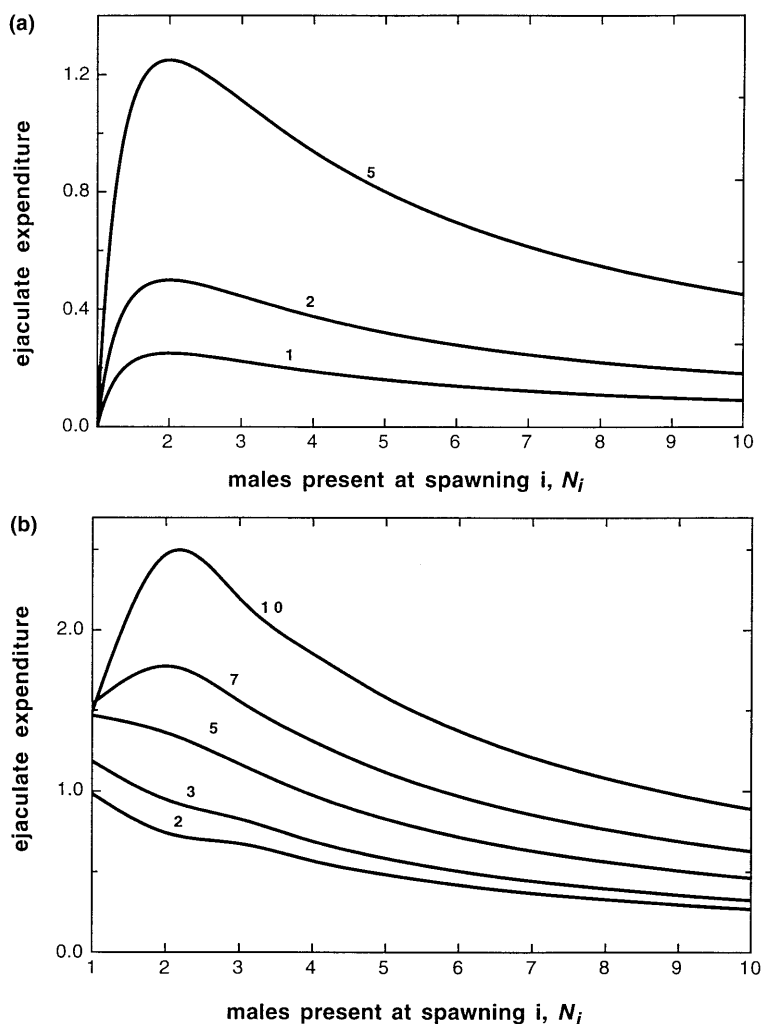 (a)
ejaculate expenditure
1.2
0.8
0.4
0.0
5
2
1
2 3 4 5 6 7 8 9 10
males present at spawning i, Ni
(b)
ejaculate expenditure
2.0
1.0
0.0
10
7
5
3
2
1 2 3 4 5 6 7 8 9 10
males present at spawning i, Ni